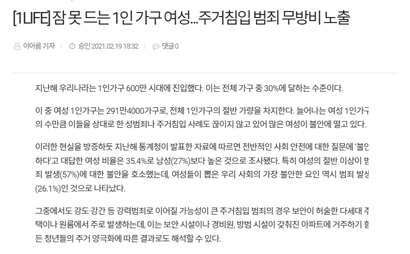 [1LIFE] 잠 못 드는 1인 가구 여성...주거침입 범죄 무방비 노출
이아름 기자 승인 2021.02.19 18:32 댓글 0
지난해 우리나라는 1인가구 600만 시대에 진입했다. 이는 전체 가구 중 30%에 달하는 수준이다.
이 중 여성 1인가구는 291만4000가구로, 전체 1인가구의 절반 가량을 차지한다. 늘어나는 여성 1인가구
의 수만큼 이들을 상대로 한 성범죄나 주거침입 사례도 끊이지 않고 있어 많은 여성이 불안에 떨고 있다.
이러한 현실을 방증하듯 지난해 통계청이 발표한 자료에 따르면 전반적인 사회 안전에 대한 질문에 '불안
하다'고 대답한 여성 비율은 35.4%로 남성(27%)보다 높은 것으로 조사됐다. 특히 여성의 절반 이상이 범
죄 발생(57%)에 대한 불안을 호소했는데, 여성들이 뽑은 우리 사회의 가장 불안한 요인 역시 범죄 발생
(26.1%)인 것으로 나타났다.
그중에서도 강도·강간 등 강력범죄로 이어질 가능성이 큰 주거침입 범죄의 경우 보안이 허술한 다세대 주
택이나 원룸에서 주로 발생하는데, 이는 보안 시설이나 경비원, 방범 시설이 갖춰진 아파트에 거주하기 힘
든 청년들의 주거 양극화에 따른 결과로도 해석할 수 있다.